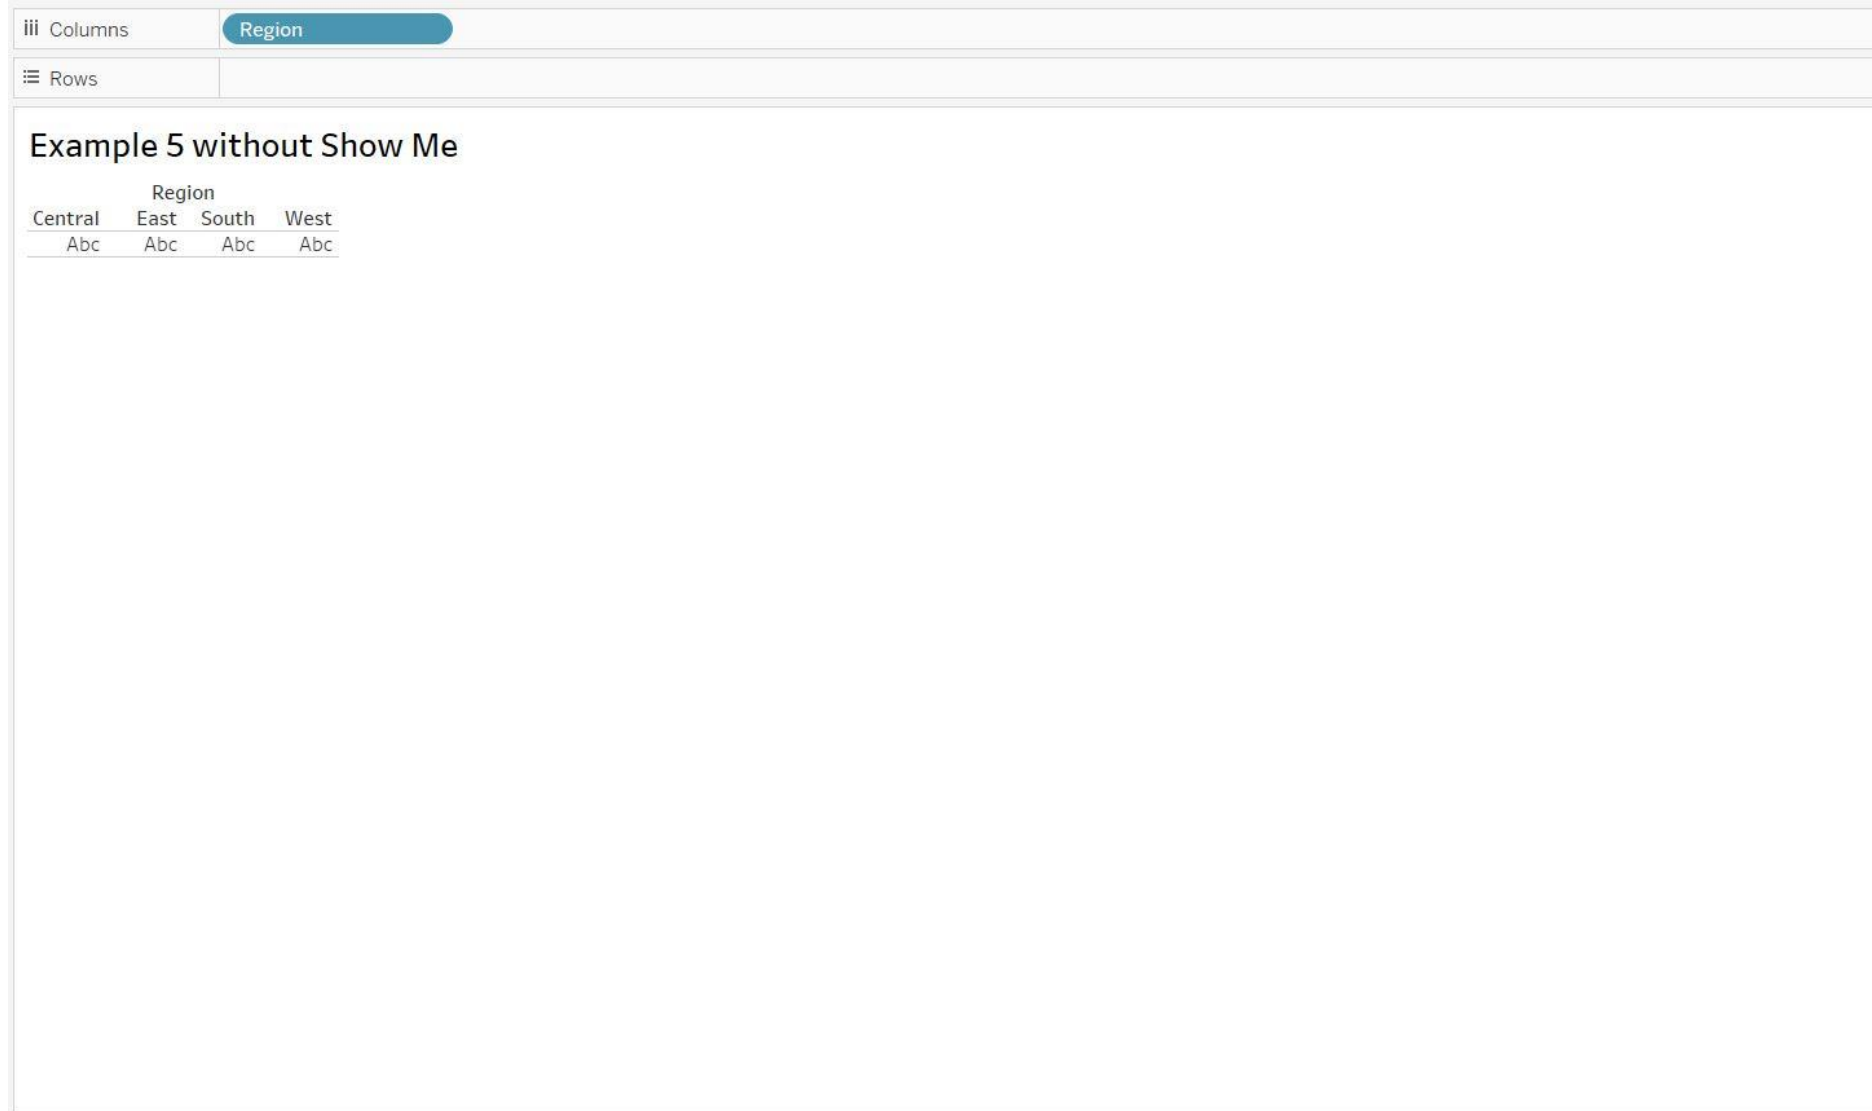 Columns Region
Rows
Example 5 without Show Me
Region
Central East South West
Abc Abc Abc Abc